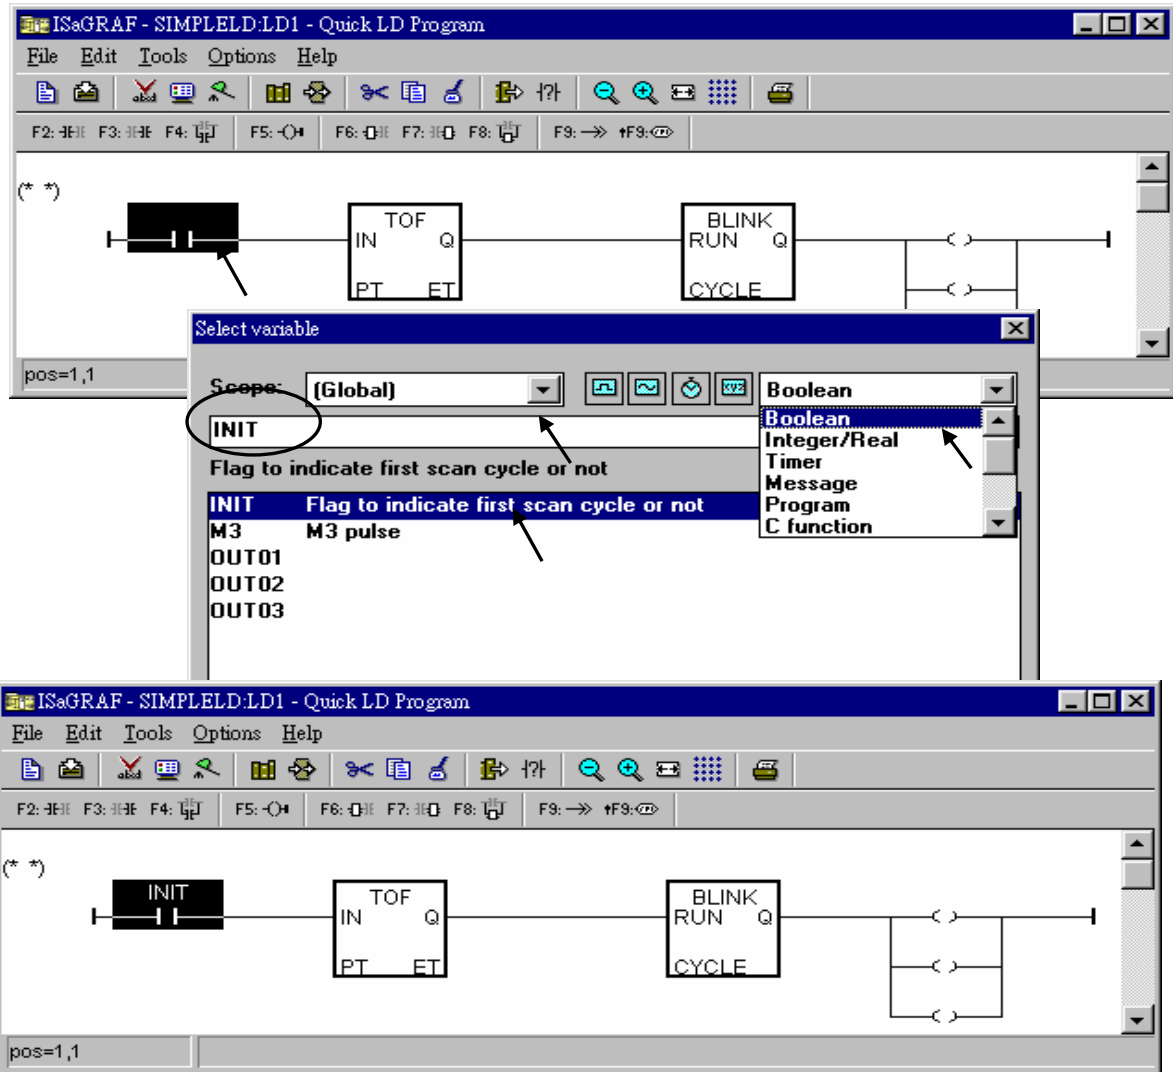 ISaGRAF - SIMPLELD:LD1 - Quick LD Program
File Edit Tools Options Help
F2: F3: F4: F5: F6: F7: F8: F9: F9:
(* *)
TOF
IN Q
PT ET
BLINK
RUN Q
CYCLE
pos=1,1
Select variable
Scope: (Global) xyz Boolean
INIT
Flag to indicate first scan cycle or not
Boolean
Integer/Real
Timer
Message
Program
C function
INIT Flag to indicate first scan cycle or not
M3 M3 pulse
OUT01
OUT02
OUT03
ISaGRAF - SIMPLELD:LD1 - Quick LD Program
File Edit Tools Options Help
F2: F3: F4: F5: F6: F7: F8: F9: F9:
(* *)
INIT
TOF
IN Q
PT ET
BLINK
RUN Q
CYCLE
pos=1,1